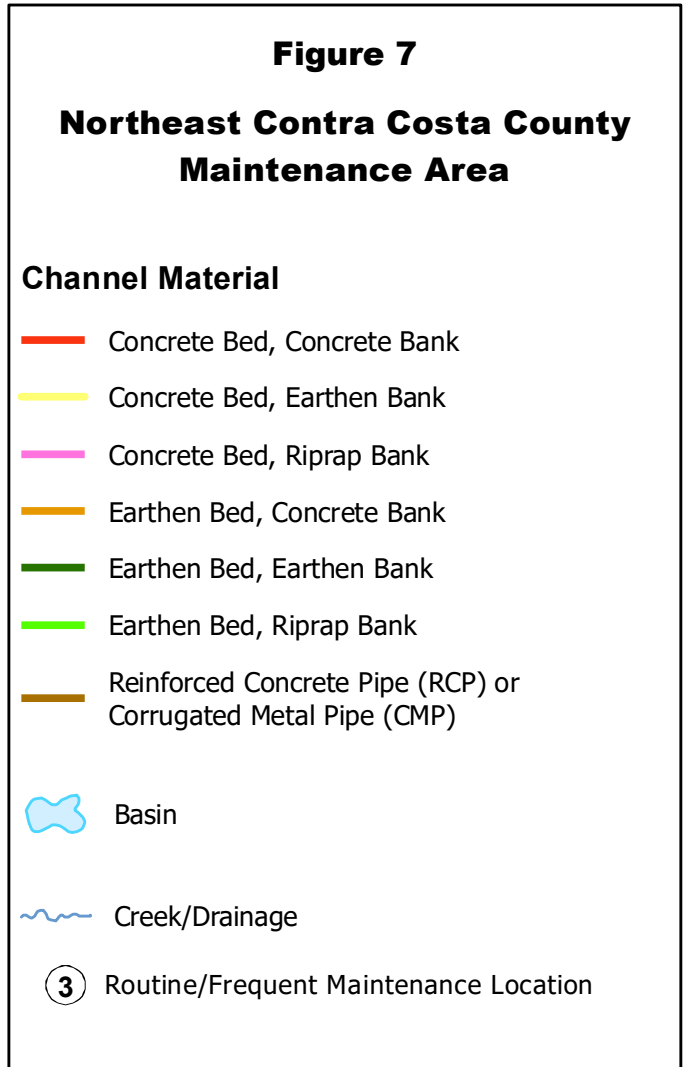 Figure 7
Northeast Contra Costa County
Maintenance Area
Channel Material
Concrete Bed, Concrete Bank
Concrete Bed, Earthen Bank
Concrete Bed, Riprap Bank
Earthen Bed, Concrete Bank
Earthen Bed, Earthen Bank
Earthen Bed, Riprap Bank
Reinforced Concrete Pipe (RCP) or
Corrugated Metal Pipe (CMP)
Basin
Creek/Drainage
3 Routine/Frequent Maintenance Location